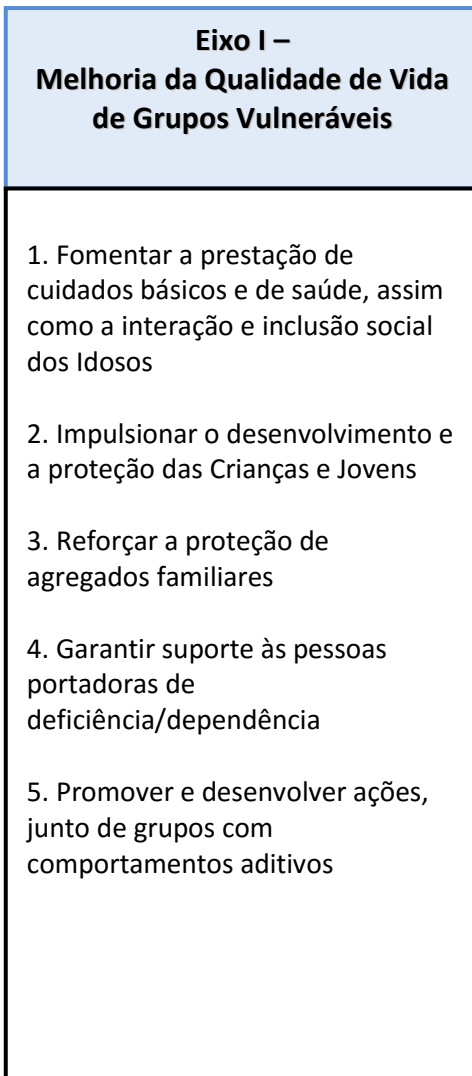 Eixo I –
Melhoria da Qualidade de Vida
de Grupos Vulneráveis
1. Fomentar a prestação de
cuidados básicos e de saúde, assim
como a interação e inclusão social
dos Idosos
2. Impulsionar o desenvolvimento e
a proteção das Crianças e Jovens
3. Reforçar a proteção de
agregados familiares
4. Garantir suporte às pessoas
portadoras de
deficiência/dependência
5. Promover e desenvolver ações,
junto de grupos com
comportamentos aditivos